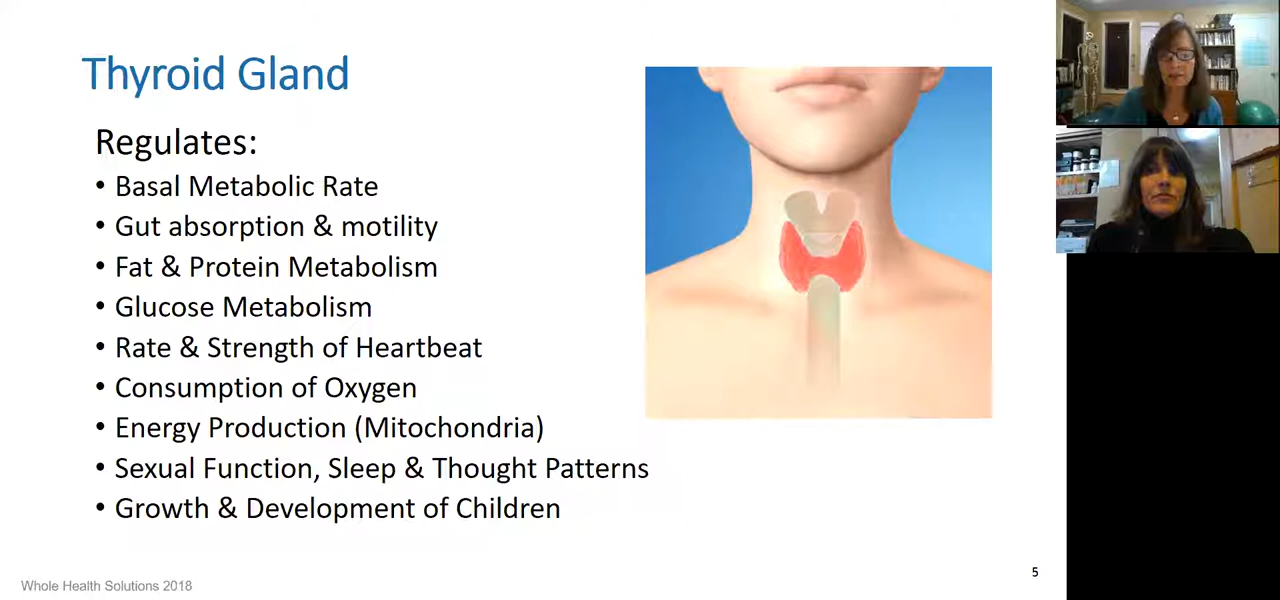 Thyroid Gland
Regulates:
• Basal Metabolic Rate
• Gut absorption & motility
• Fat & Protein Metabolism
• Glucose Metabolism
• Rate & Strength of Heartbeat
• Consumption of Oxygen
• Energy Production (Mitochondria)
• Sexual Function, Sleep & Thought Patterns
• Growth & Development of Children
Whole Health Solutions 2018
5